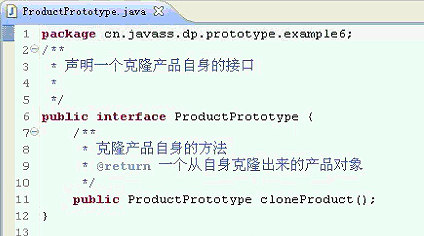 ProductPrototype.java
1 package cn.javass.dp.prototype.example6;
2 /**
3 * 声明一个克隆产品自身的接口
4 *
5 */
6 public interface ProductPrototype {
7 /**
8 * 克隆产品自身的方法
9 * @return 一个从自身克隆出来的产品对象
10 */
11 public ProductPrototype cloneProduct();
12 }
13